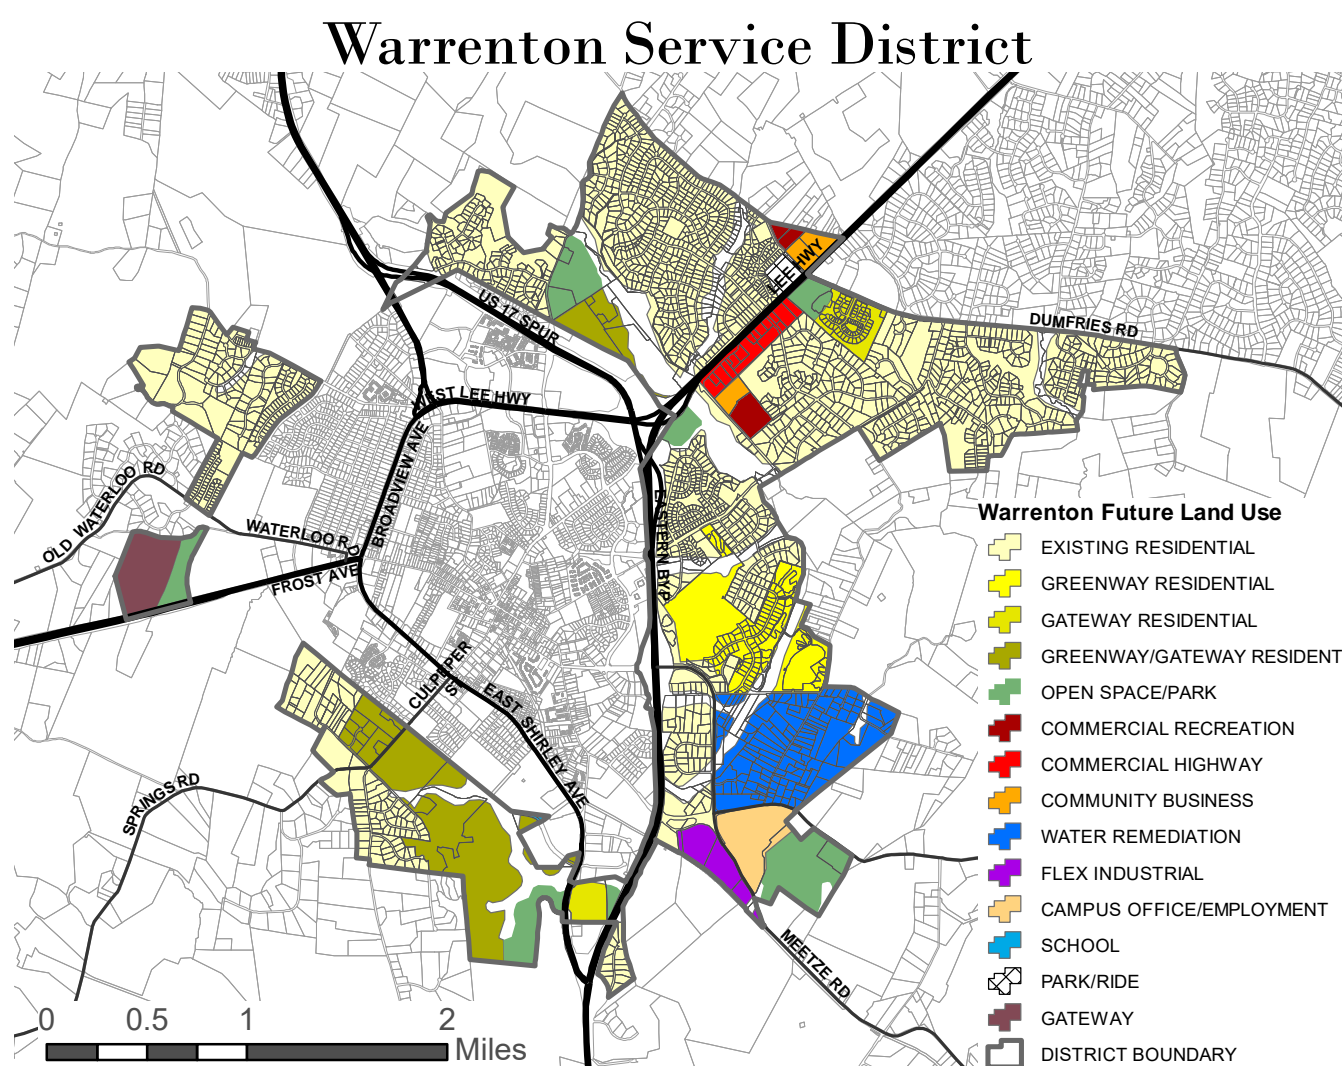 Warrenton Service District
LEE HWY
US 17 SPUR
DUMFRIES RD
EAST LEE HWY
BROADVIEW AVE
OLD WATERLOO RD
WATERLOO RD
FROST AVE
EASTERN BYP
CULPEPER ST
EAST SHIRLEY AVE
SPRINGS RD
MEETZE RD
Warrenton Future Land Use
EXISTING RESIDENTIAL
GREENWAY RESIDENTIAL
GATEWAY RESIDENTIAL
GREENWAY/GATEWAY RESIDENT
OPEN SPACE/PARK
COMMERCIAL RECREATION
COMMERCIAL HIGHWAY
COMMUNITY BUSINESS
WATER REMEDIATION
FLEX INDUSTRIAL
CAMPUS OFFICE/EMPLOYMENT
SCHOOL
PARK/RIDE
GATEWAY
DISTRICT BOUNDARY
0 0.5 1 2
Miles